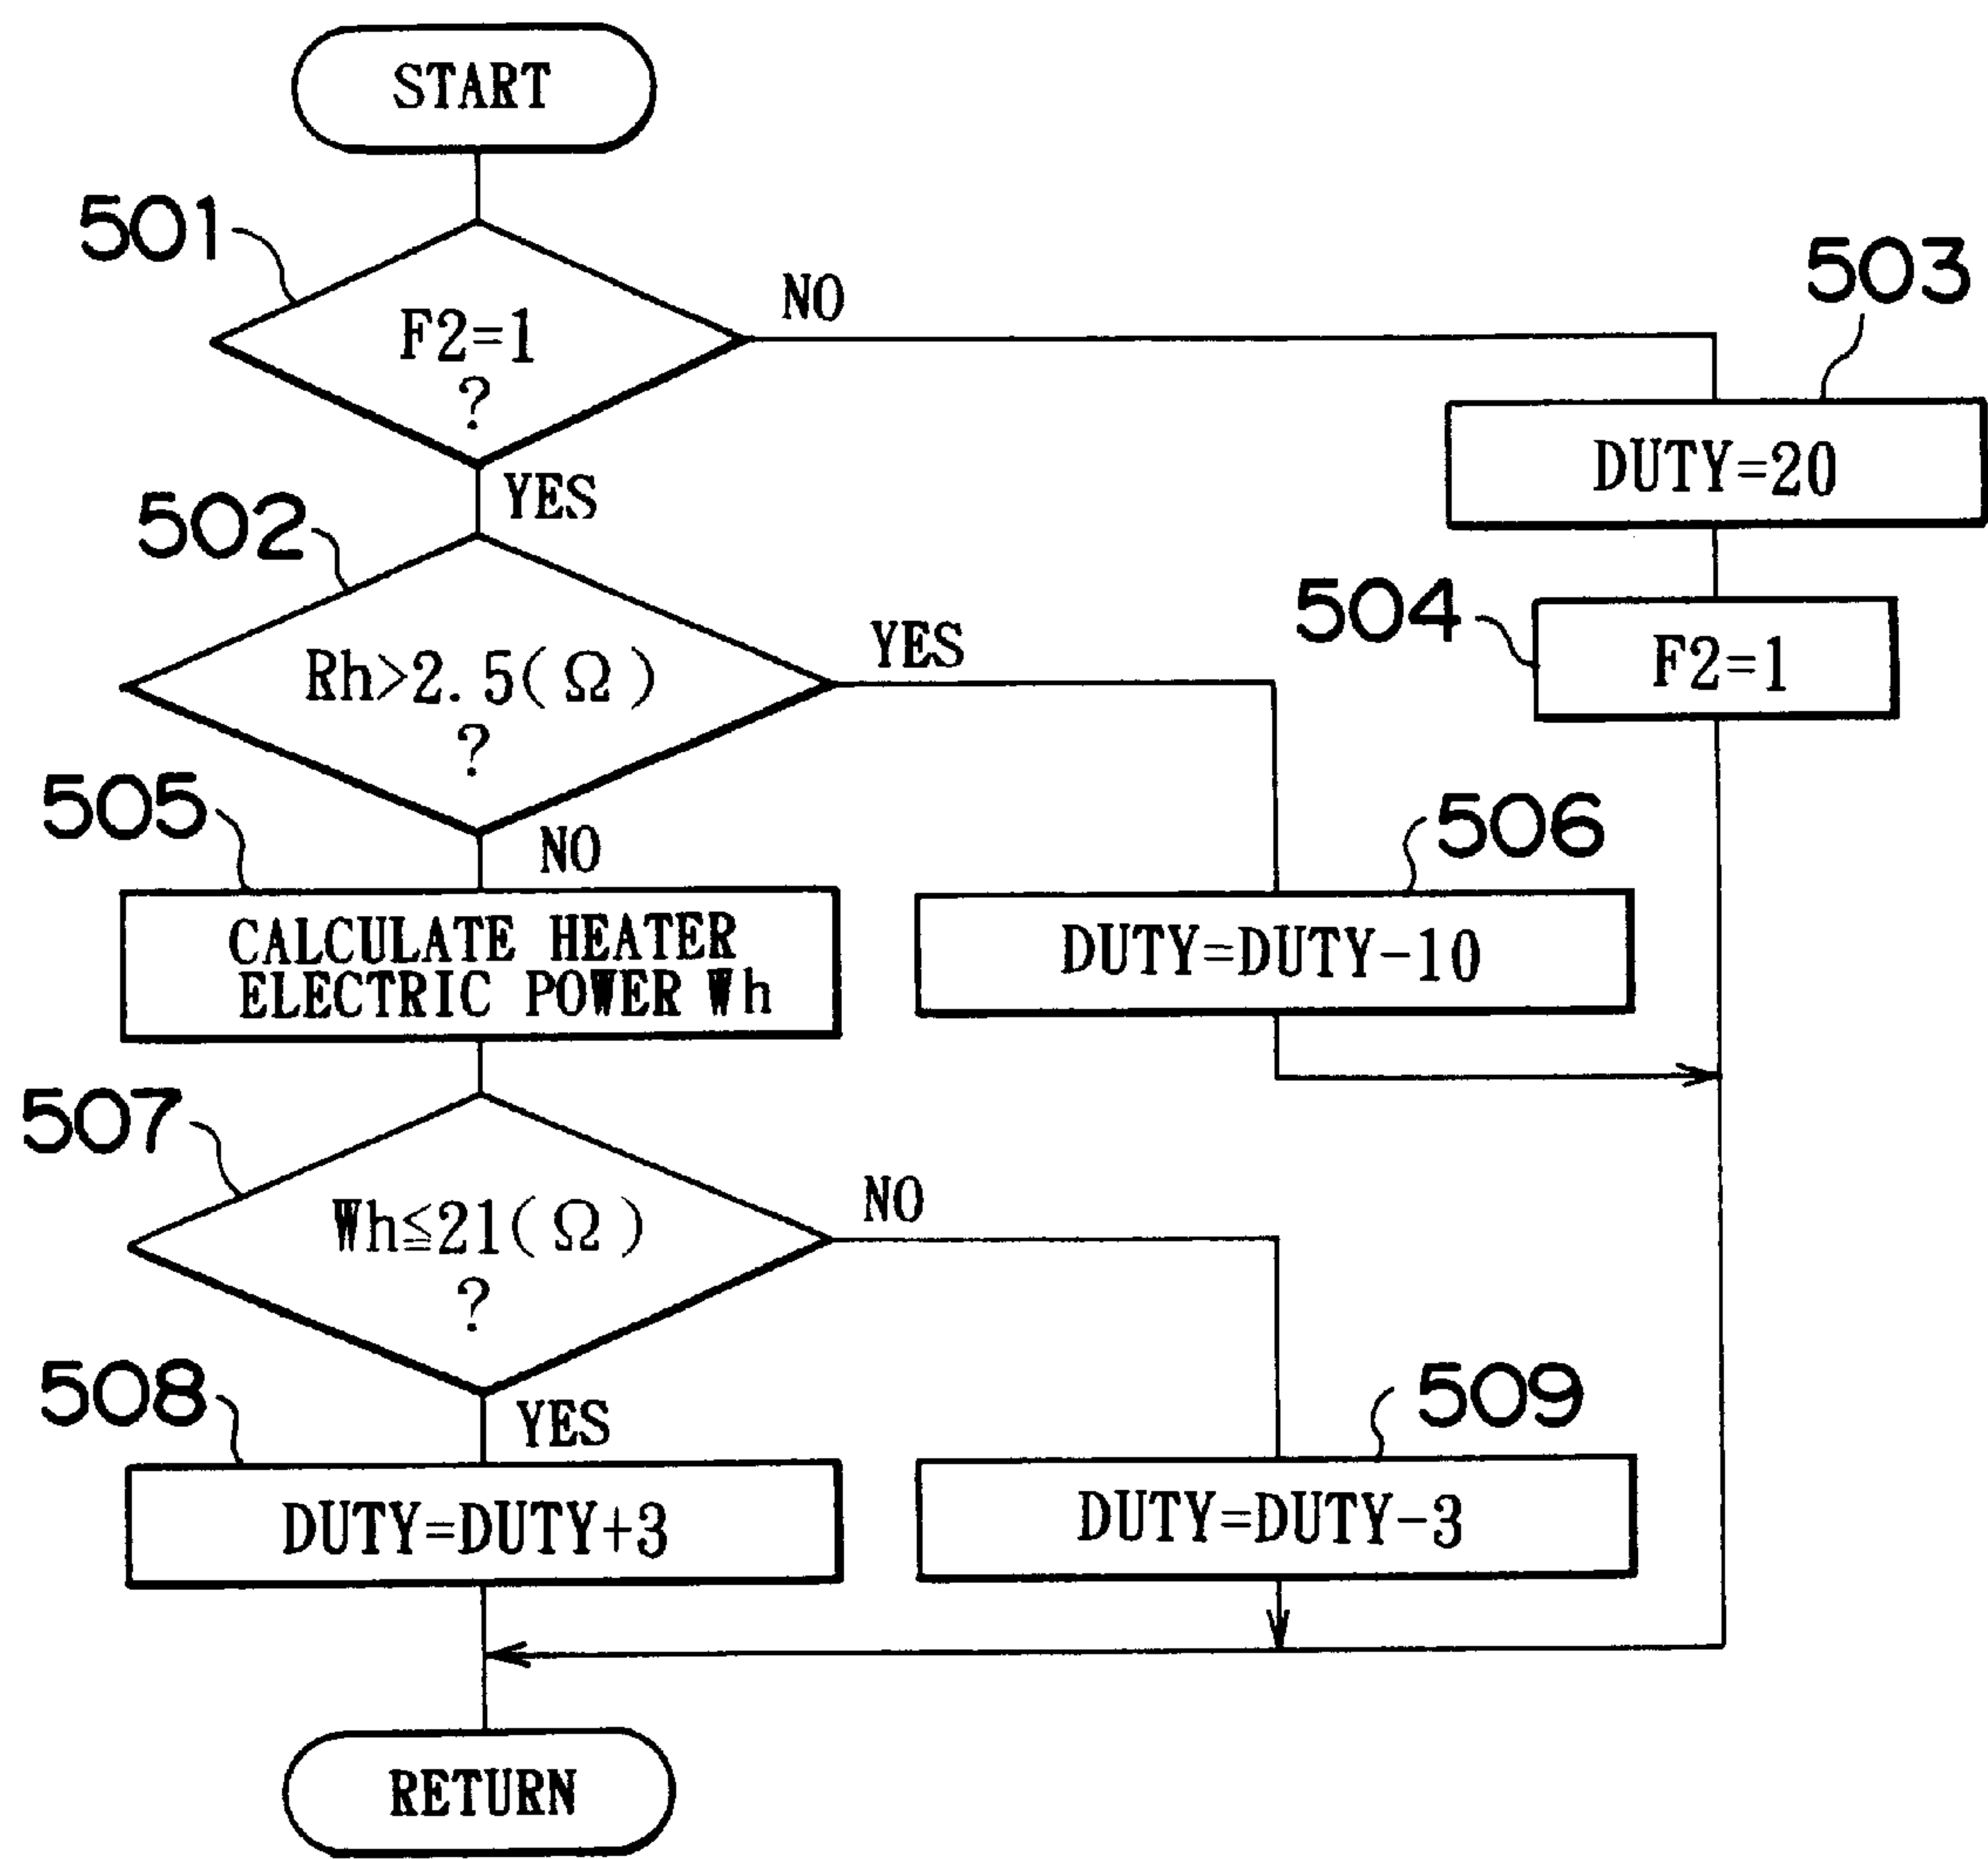 START
501
F2=1
?
NO
503
DUTY=20
YES
502
504
F2=1
Rh>2.5(Ω)
?
YES
505
NO
506
CALCULATE HEATER
ELECTRIC POWER Wh
DUTY=DUTY-10
507
Wh≦21(Ω)
?
NO
508
YES
509
DUTY=DUTY+3
DUTY=DUTY-3
RETURN